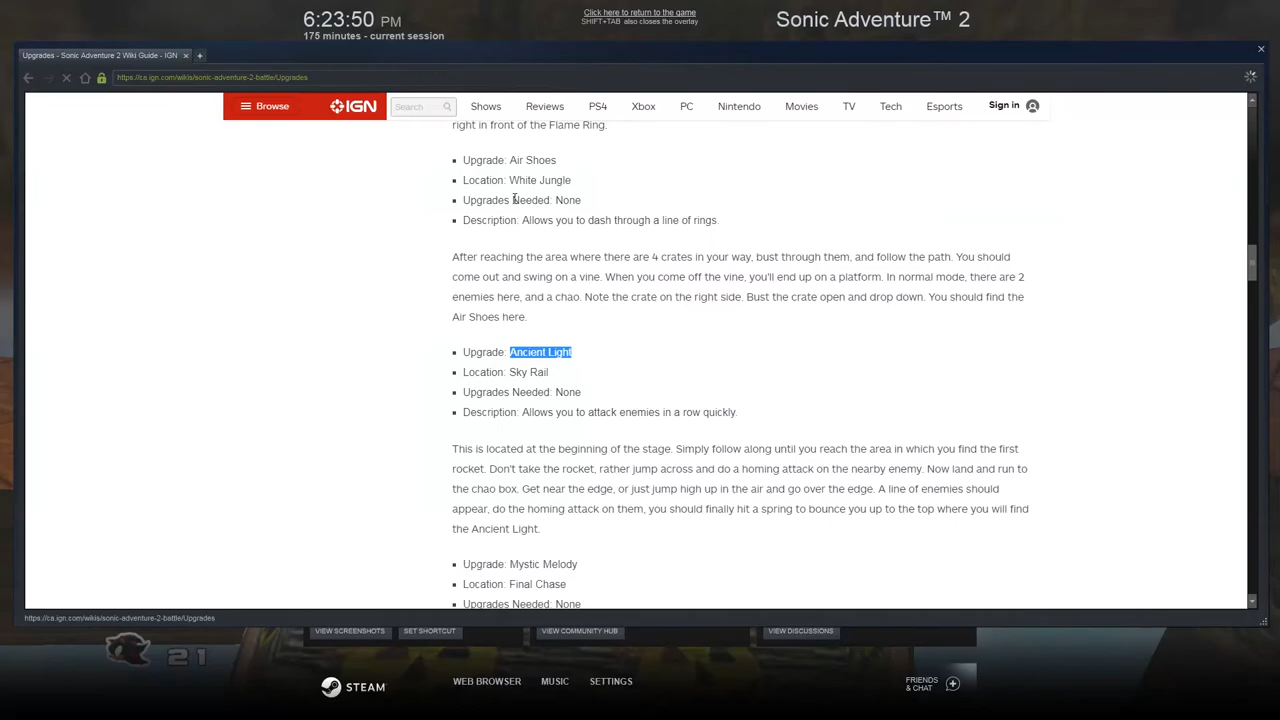 6:23:50 PM
175 minutes - current session
Click here to return to the game
SHIFT+TAB also closes the overlay
Sonic Adventure™ 2
Upgrades - Sonic Adventure 2 Wiki Guide - IGN
https://ca.ign.com/wikis/sonic-adventure-2-battle/Upgrades
Browse
IGN
Search
Shows
Reviews
PS4
Xbox
PC
Nintendo
Movies
TV
Tech
Esports
Sign in
right in front of the Flame Ring.
Upgrade: Air Shoes
Location: White Jungle
Upgrades Needed: None
Description: Allows you to dash through a line of rings.
After reaching the area where there are 4 crates in your way, bust through them, and follow the path. You should
come out and swing on a vine. When you come off the vine, you'll end up on a platform. In normal mode, there are 2
enemies here, and a chao. Note the crate on the right side. Bust the crate open and drop down. You should find the
Air Shoes here.
Upgrade: Ancient Light
Location: Sky Rail
Upgrades Needed: None
Description: Allows you to attack enemies in a row quickly.
This is located at the beginning of the stage. Simply follow along until you reach the area in which you find the first
rocket. Don't take the rocket, rather jump across and do a homing attack on the nearby enemy. Now land and run to
the chao box. Get near the edge, or just jump high up in the air and go over the edge. A line of enemies should
appear, do the homing attack on them, you should finally hit a spring to bounce you up to the top where you will find
the Ancient Light.
Upgrade: Mystic Melody
Location: Final Chase
Upgrades Needed: None
https://ca.ign.com/wikis/sonic-adventure-2-battle/Upgrades
VIEW SCREENSHOTS
SET SHORTCUT
VIEW COMMUNITY HUB
VIEW DISCUSSIONS
21
STEAM
WEB BROWSER
MUSIC
SETTINGS
FRIENDS
& CHAT